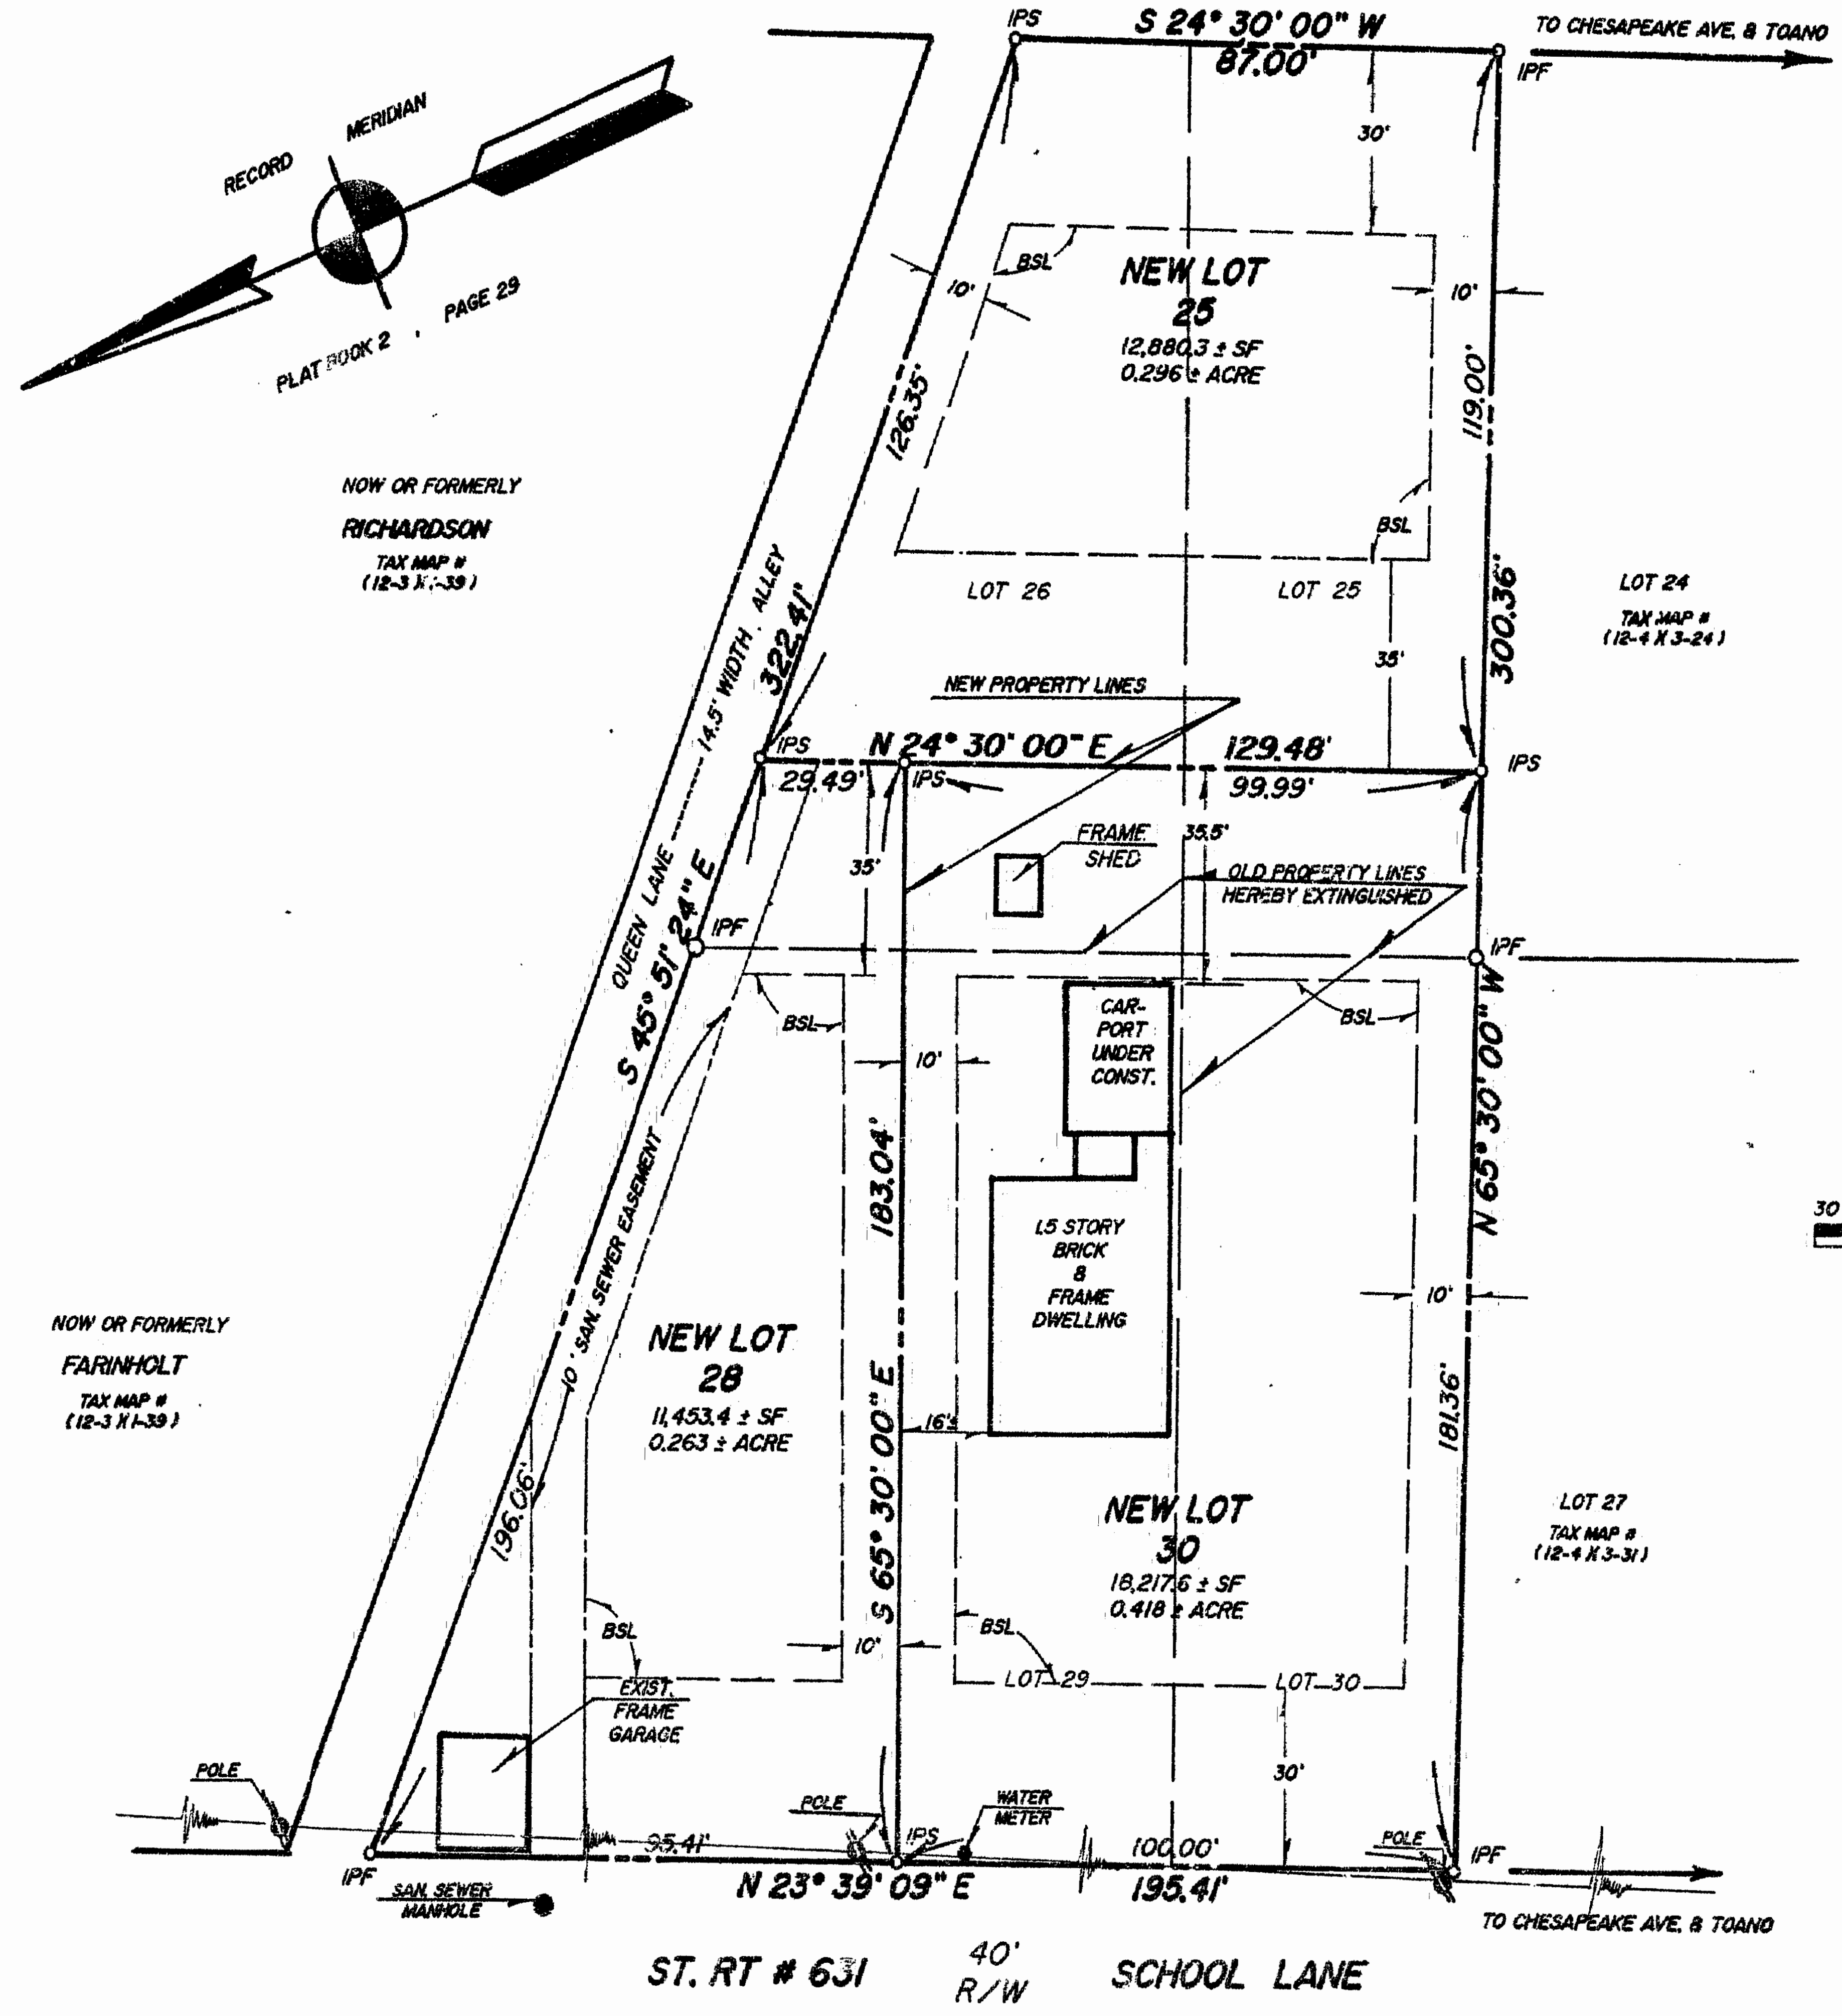 IPS
S 24° 30' 00" W
87.00'
TO CHESAPEAKE AVE. & TOANO
IPF
RECORD
MERIDIAN
PLAT BOOK 2 , PAGE 29
30'
BSL
NEW LOT
25
12,880.3 ± SF
0.296 ± ACRE
10'
10'
126.35'
119.00'
BSL
NOW OR FORMERLY
RICHARDSON
TAX MAP #
LOT 26
LOT 25
LOT 24
TAX MAP #
(12-4 X 3-24)
QUEEN LANE
14.5' WIDTH ALLEY
322.41'
S 45° 51' 24" E
300.36'
N 65° 30' 00" W
35'
NEW PROPERTY LINES
IPS
N 24° 30' 00" E
129.48'
29.49'
IPS
99.99'
IPS
35'
FRAME
SHED
35.5'
OLD PROPERTY LINES
HEREBY EXTINGUISHED
IPF
IPF
BSL
10'
CAR-
PORT
UNDER
CONST.
BSL
10' SAN. SEWER EASEMENT
183.04'
S 65° 30' 00" E
1.5 STORY
BRICK
&
FRAME
DWELLING
30
10'
181.36'
NOW OR FORMERLY
FARINHOLT
TAX MAP #
(12-3 X 1-39)
NEW LOT
28
11,453.4 ± SF
0.263 ± ACRE
16'±
196.06'
NEW LOT
30
18,217.6 ± SF
0.418 ± ACRE
LOT 27
TAX MAP #
(12-4 X 3-31)
BSL
10'
BSL
LOT 29
LOT 30
EXIST.
FRAME
GARAGE
30'
POLE
POLE
WATER
METER
POLE
IPF
95.41'
IPS
100.00'
IPF
N 23° 39' 09" E
195.41'
SAN. SEWER
MANHOLE
TO CHESAPEAKE AVE. & TOANO
ST. RT # 631
40'
R/W
SCHOOL LANE